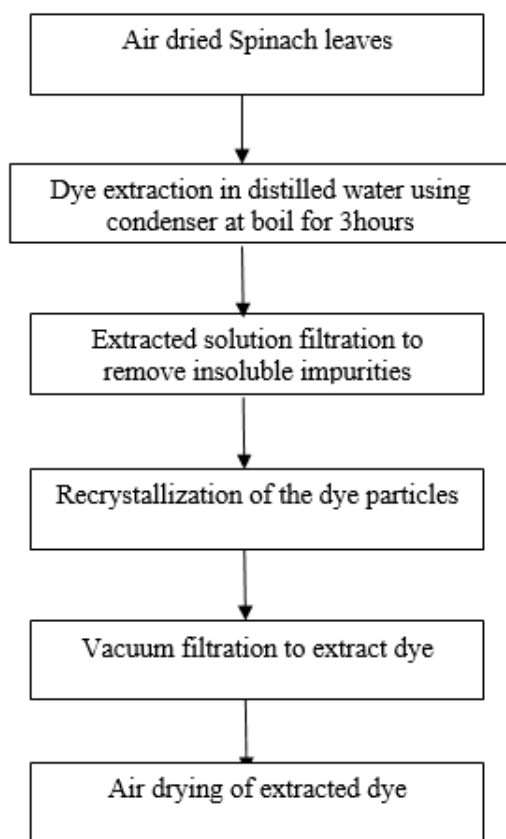 Air dried Spinach leaves
Dye extraction in distilled water using
condenser at boil for 3hours
Extracted solution filtration to
remove insoluble impurities
Recrystallization of the dye particles
Vacuum filtration to extract dye
Air drying of extracted dye